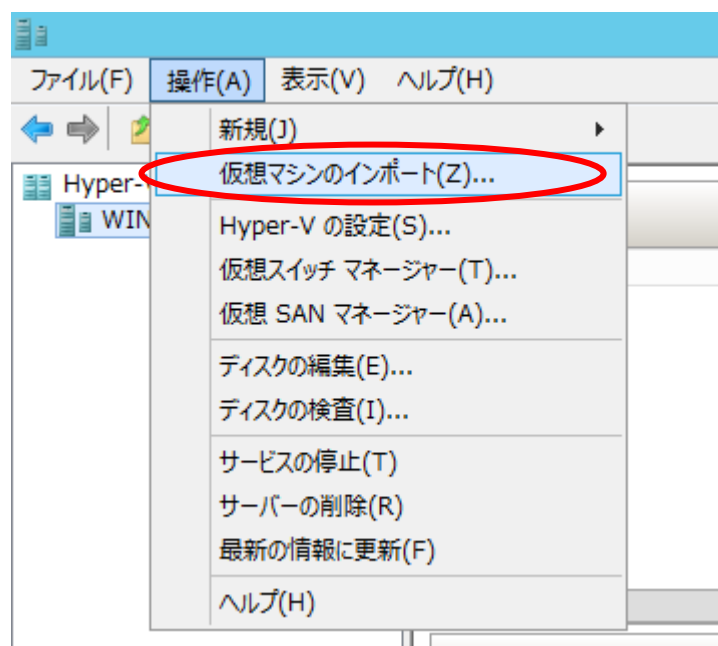 ファイル(F) 操作(A) 表示(V) ヘルプ(H)
新規(J)
仮想マシンのインポート(Z)...
Hyper-
WIN
Hyper-V の設定(S)...
仮想スイッチ マネージャー(T)...
仮想 SAN マネージャー(A)...
ディスクの編集(E)...
ディスクの検査(I)...
サービスの停止(T)
サーバーの削除(R)
最新の情報に更新(F)
ヘルプ(H)